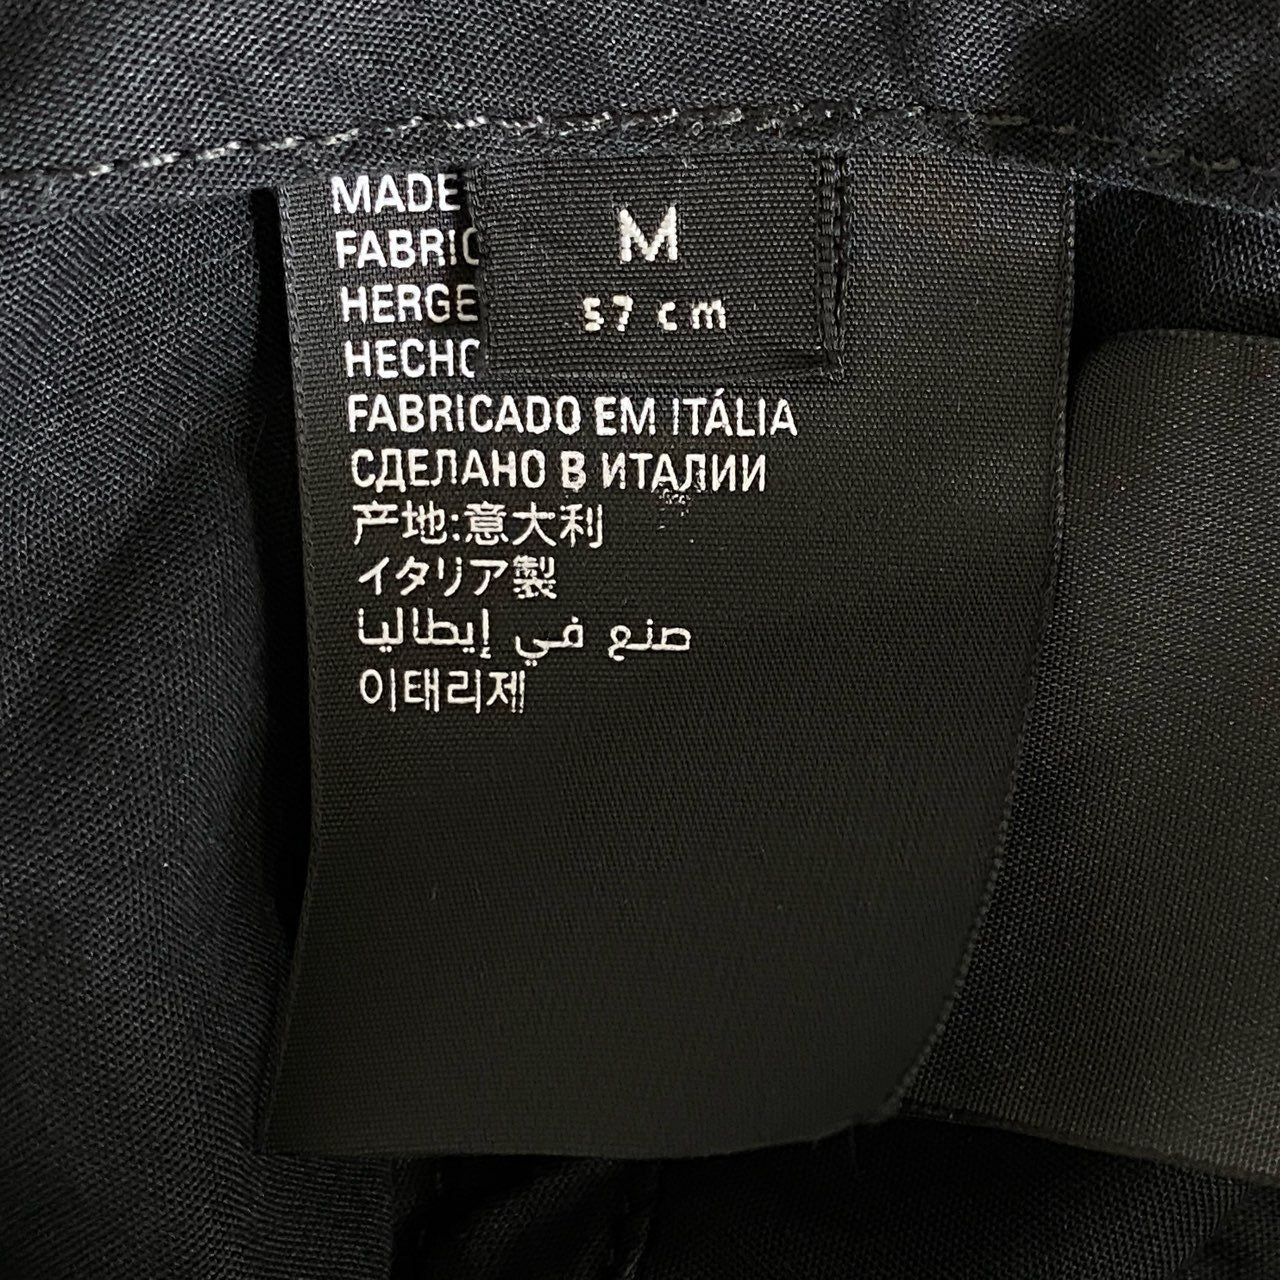 M
57 cm
MADE
FABRIC
HERGE
HECHO
FABRICADO EM ITÁLIA
СДЕЛАНО В ИТАЛИИ
产地:意大利
イタリア製
صنع في إيطاليا
이태리제